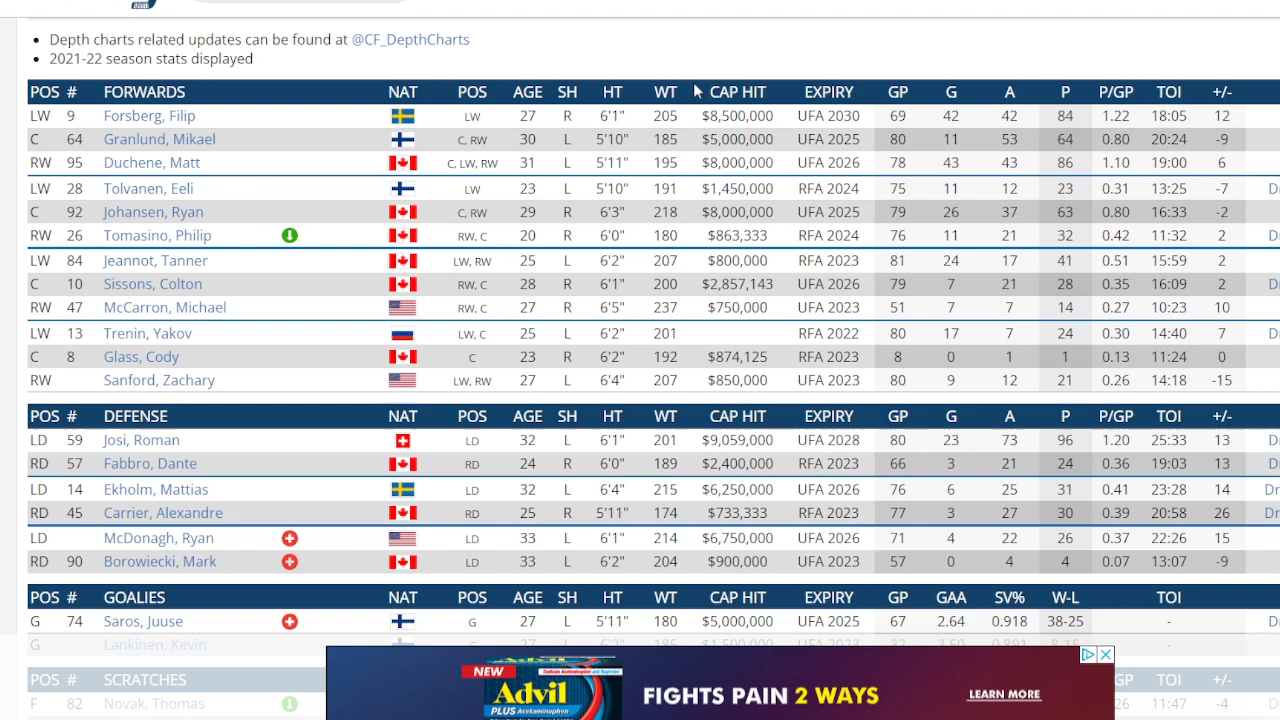 Depth charts related updates can be found at @CF_DepthCharts
2021-22 season stats displayed
POS # FORWARDS NAT POS AGE SH HT WT CAP HIT EXPIRY GP G A P P/GP TOI +/-
LW 9 Forsberg, Filip LW 27 R 6'1" 205 $8,500,000 UFA 2030 69 42 42 84 1.22 18:05 12
C 64 Granlund, Mikael C, RW 30 L 5'10" 185 $5,000,000 UFA 2025 80 11 53 64 0.80 20:24 -9
RW 95 Duchene, Matt C, LW, RW 31 L 5'11" 195 $8,000,000 UFA 2026 78 43 43 86 1.10 19:00 6
LW 28 Tolvanen, Eeli LW 23 L 5'10" 191 $1,450,000 RFA 2024 75 11 12 23 0.31 13:25 -7 D
C 92 Johansen, Ryan C, RW 29 R 6'3" 218 $8,000,000 UFA 2025 79 26 37 63 0.80 16:33 -2
RW 26 Tomasino, Philip RW, C 20 R 6'0" 180 $863,333 RFA 2024 76 11 21 32 0.42 11:32 2 D
LW 84 Jeannot, Tanner LW, RW 25 L 6'2" 207 $800,000 RFA 2023 81 24 17 41 0.51 15:59 2
C 10 Sissons, Colton RW, C 28 R 6'1" 200 $2,857,143 UFA 2026 79 7 21 28 0.35 16:09 2 D
RW 47 McCarron, Michael RW, C 27 R 6'5" 237 $750,000 UFA 2023 51 7 7 14 0.27 10:23 10 D
LW 13 Trenin, Yakov LW, C 25 L 6'2" 201 RFA 2022 80 17 7 24 0.30 14:40 7 D
C 8 Glass, Cody C 23 R 6'2" 192 $874,125 RFA 2023 8 0 1 1 0.13 11:24 0
RW Sanford, Zachary LW, RW 27 L 6'4" 207 $850,000 UFA 2023 80 9 12 21 0.26 14:18 -15
POS # DEFENSE NAT POS AGE SH HT WT CAP HIT EXPIRY GP G A P P/GP TOI +/-
LD 59 Josi, Roman LD 32 L 6'1" 201 $9,059,000 UFA 2028 80 23 73 96 1.20 25:33 13 D
RD 57 Fabbro, Dante RD 24 R 6'0" 189 $2,400,000 RFA 2023 66 3 21 24 0.36 19:03 13 D
LD 14 Ekholm, Mattias LD 32 L 6'4" 215 $6,250,000 UFA 2026 76 6 25 31 0.41 23:28 14 Dr
RD 45 Carrier, Alexandre RD 25 R 5'11" 174 $733,333 RFA 2023 77 3 27 30 0.39 20:58 26 Dr
LD McDonagh, Ryan LD 33 L 6'1" 214 $6,750,000 UFA 2026 71 4 22 26 0.37 22:26 15
RD 90 Borowiecki, Mark LD 33 L 6'2" 204 $900,000 UFA 2023 57 0 4 4 0.07 13:07 -9
POS # GOALIES NAT POS AGE SH HT WT CAP HIT EXPIRY GP GAA SV% W-L TOI
G 74 Saros, Juuse G 27 L 5'11" 180 $5,000,000 UFA 2025 67 2.64 0.918 38-25 - D
G Lankinen, Kevin
POS # SCRATCHES GP TOI +/-
F 82 Novak, Thomas 26 11:47 -4 D
NEW
Advil
PLUS Acetaminophen
FIGHTS PAIN 2 WAYS
LEARN MORE